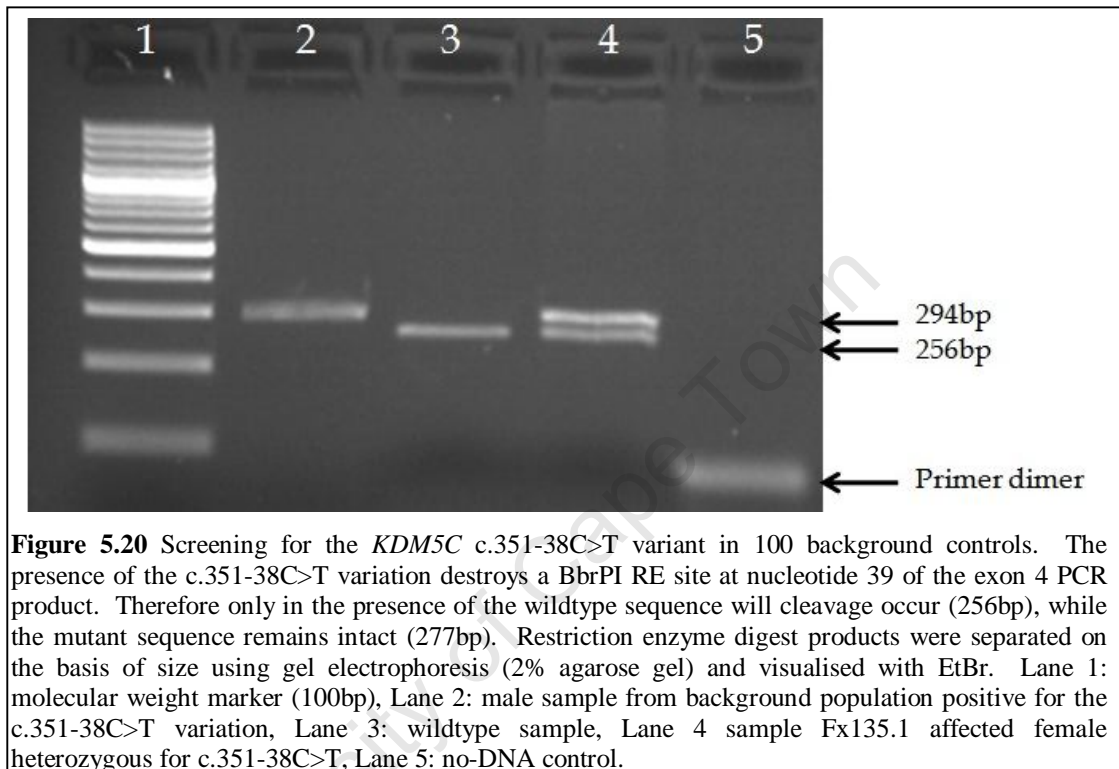 1 2 3 4 5
294bp
256bp
Primer dimer
Figure 5.20 Screening for the KDM5C c.351-38C>T variant in 100 background controls. The
presence of the c.351-38C>T variation destroys a BbrPI RE site at nucleotide 39 of the exon 4 PCR
product. Therefore only in the presence of the wildtype sequence will cleavage occur (256bp), while
the mutant sequence remains intact (277bp). Restriction enzyme digest products were separated on
the basis of size using gel electrophoresis (2% agarose gel) and visualised with EtBr. Lane 1:
molecular weight marker (100bp), Lane 2: male sample from background population positive for the
c.351-38C>T variation, Lane 3: wildtype sample, Lane 4 sample Fx135.1 affected female
heterozygous for c.351-38C>T, Lane 5: no-DNA control.
ity of Cape Town